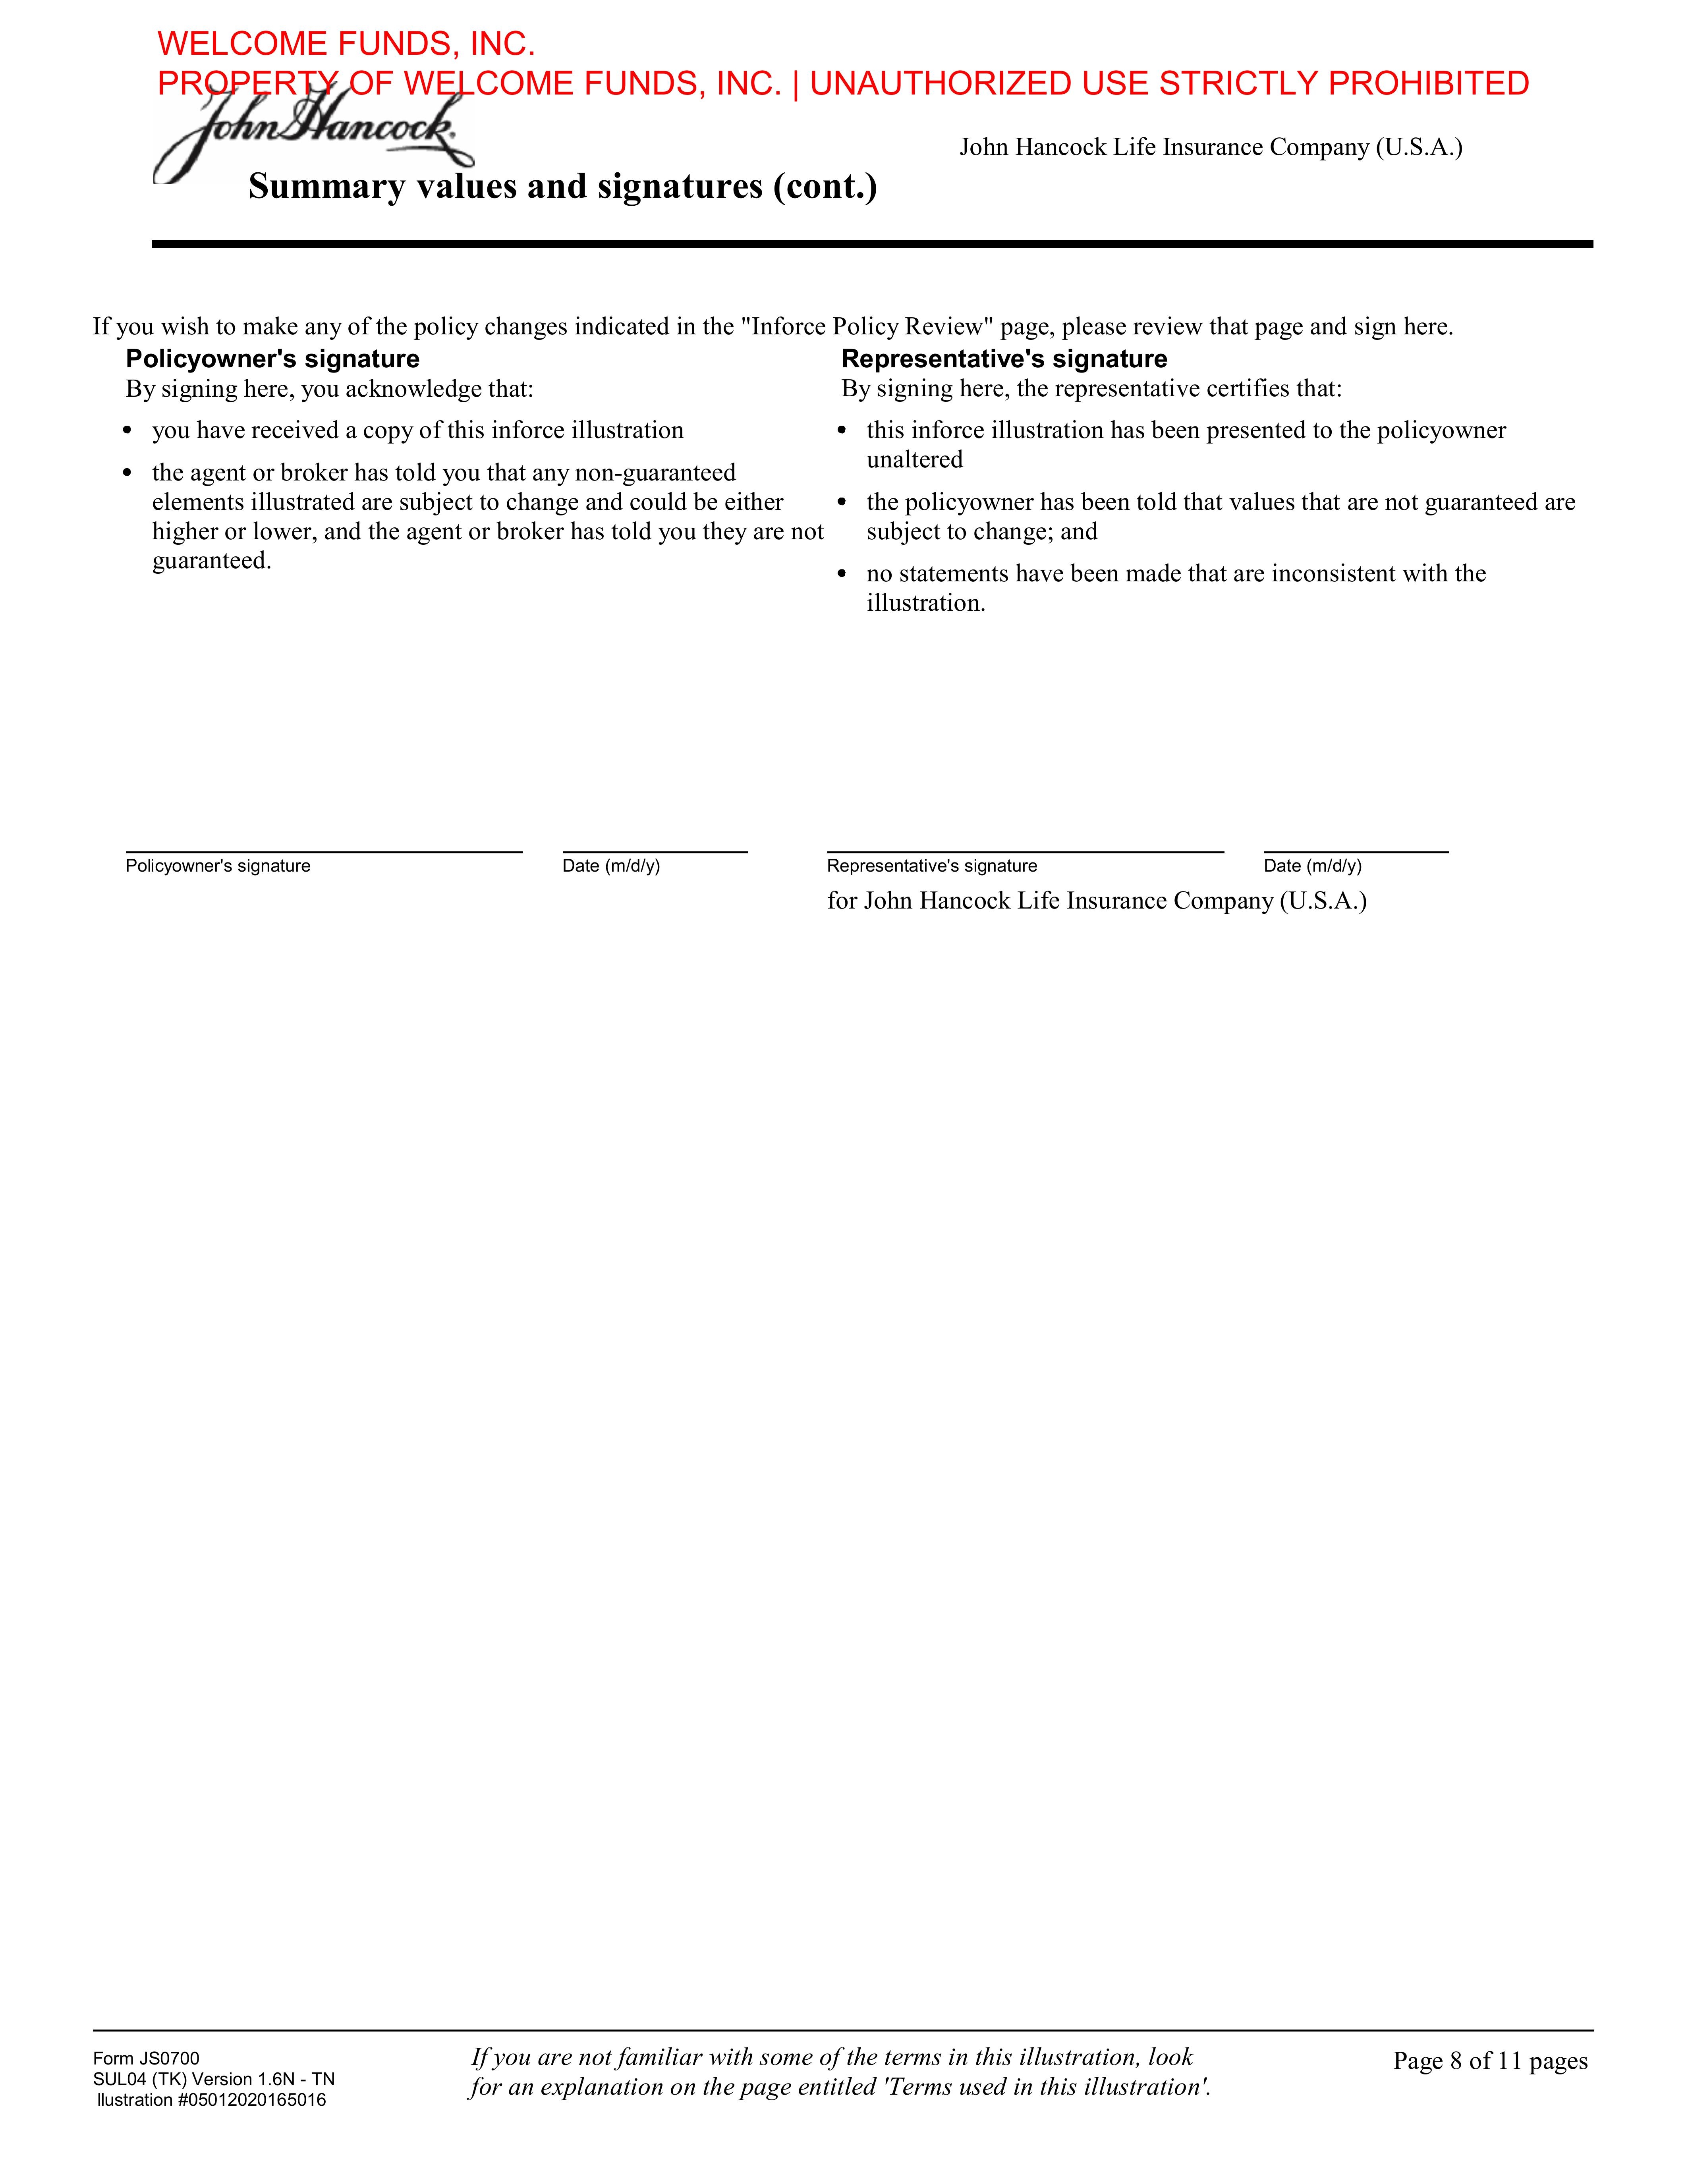 WELCOME FUNDS, INC.
PROPERTY OF WELCOME FUNDS, INC. | UNAUTHORIZED USE STRICTLY PROHIBITED
John Hancock.
John Hancock Life Insurance Company (U.S.A.)
Summary values and signatures (cont.)
If you wish to make any of the policy changes indicated in the "Inforce Policy Review" page, please review that page and sign here.
Policyowner's signature
By signing here, you acknowledge that:
• you have received a copy of this inforce illustration
• the agent or broker has told you that any non-guaranteed
elements illustrated are subject to change and could be either
higher or lower, and the agent or broker has told you they are not
guaranteed.
Representative's signature
By signing here, the representative certifies that:
• this inforce illustration has been presented to the policyowner
unaltered
• the policyowner has been told that values that are not guaranteed are
subject to change; and
• no statements have been made that are inconsistent with the
illustration.
Policyowner's signature
Date (m/d/y)
Representative's signature
Date (m/d/y)
for John Hancock Life Insurance Company (U.S.A.)
Form JS0700
SUL04 (TK) Version 1.6N - TN
llustration #05012020165016
If you are not familiar with some of the terms in this illustration, look
for an explanation on the page entitled 'Terms used in this illustration'.
Page 8 of 11 pages